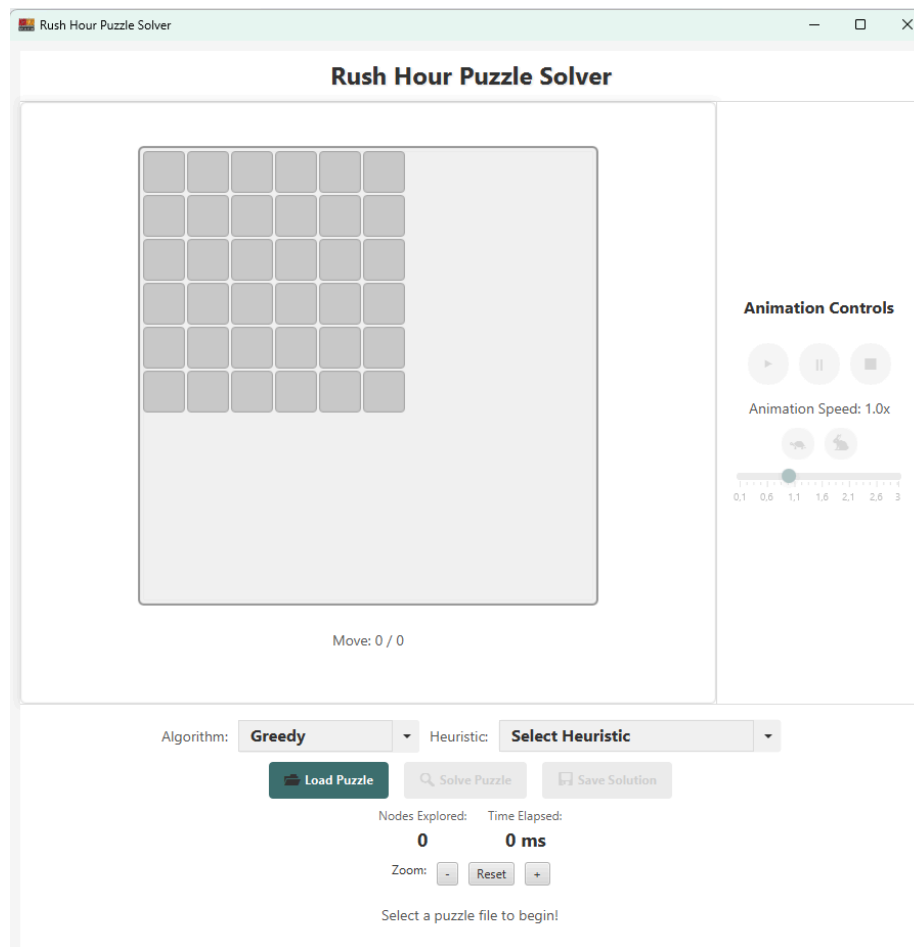 Rush Hour Puzzle Solver
Rush Hour Puzzle Solver
Animation Controls
Animation Speed: 1.0x
0,1 0,6 1,1 1,6 2,1 2,6 3
Move: 0 / 0
Algorithm: Greedy Heuristic: Select Heuristic
Load Puzzle Solve Puzzle Save Solution
Nodes Explored: Time Elapsed:
0 0 ms
Zoom: - Reset +
Select a puzzle file to begin!